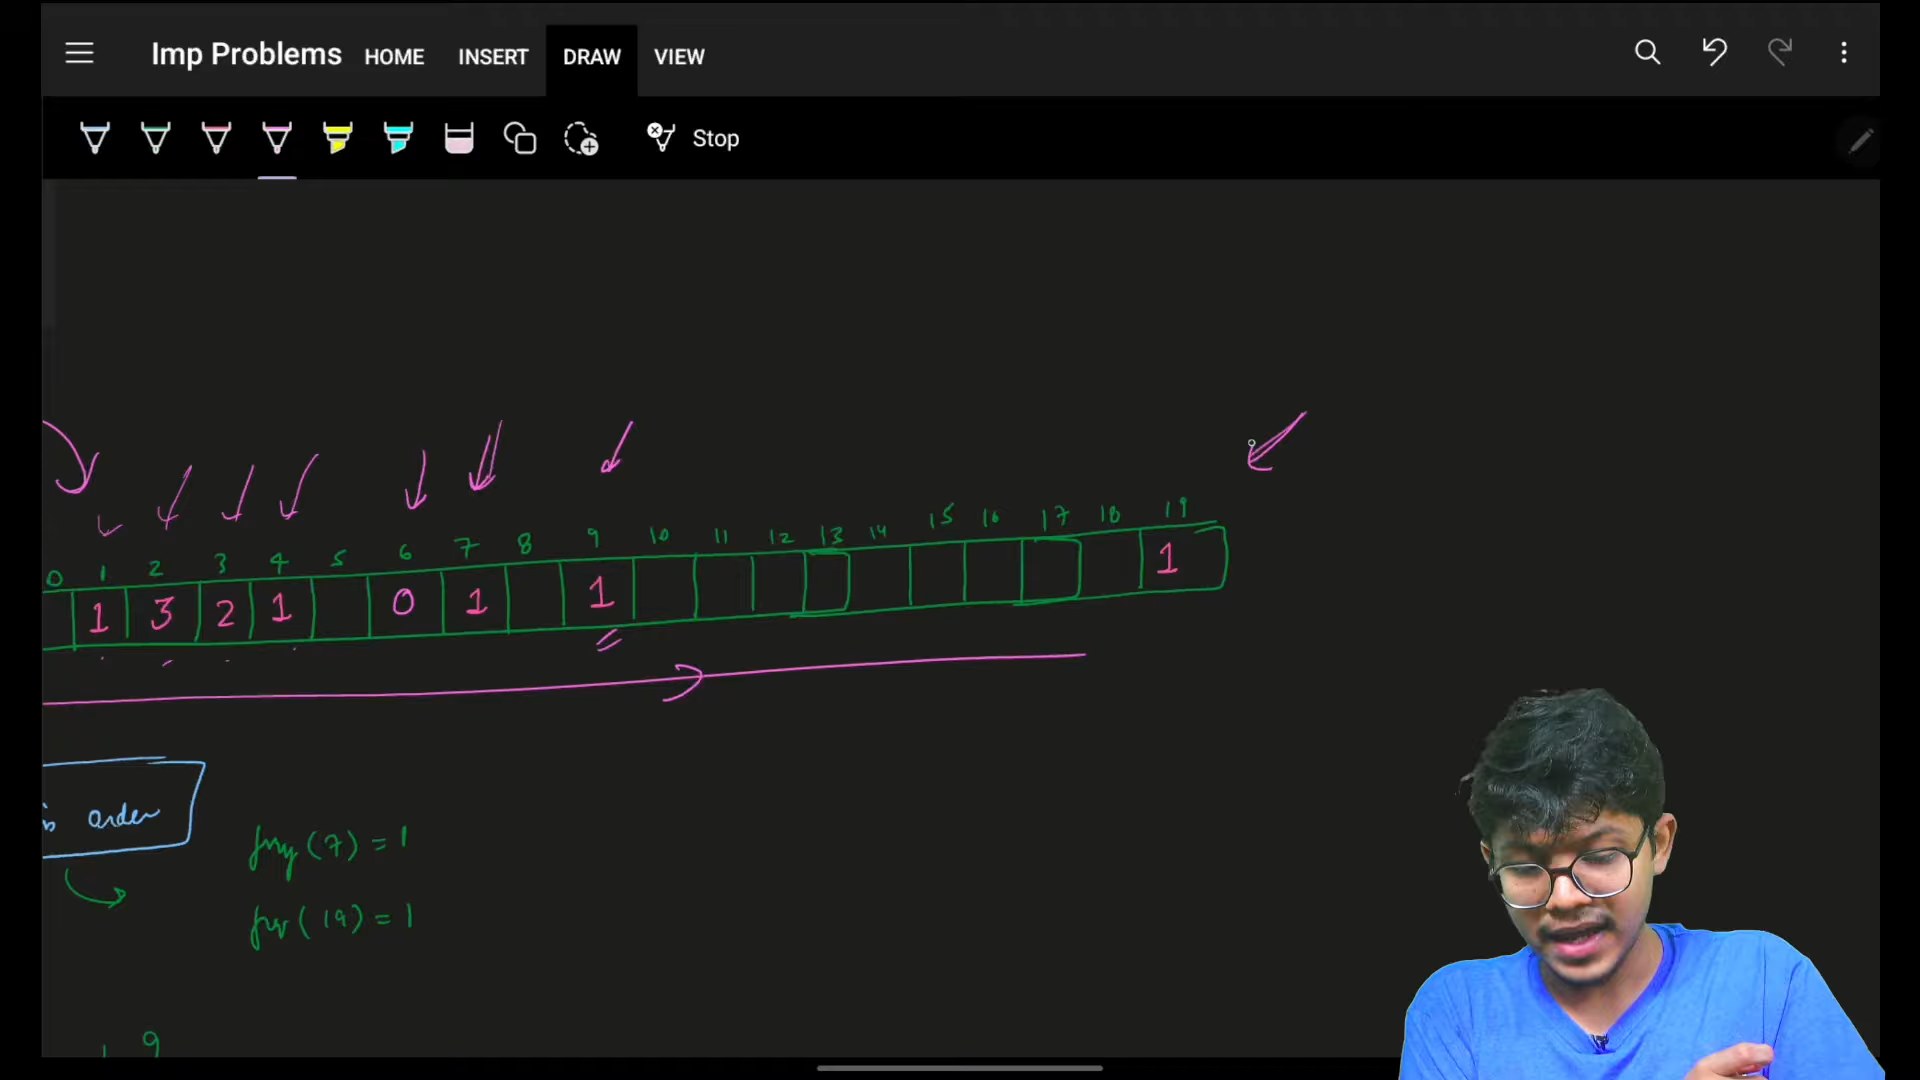 Imp Problems HOME INSERT DRAW VIEW
Stop
0 1 2 3 4 5 6 7 8 9 10 11 12 13 14 15 16 17 18 19
1 3 2 1 0 1 1 1
order
(7) = 1
(19) = 1
9